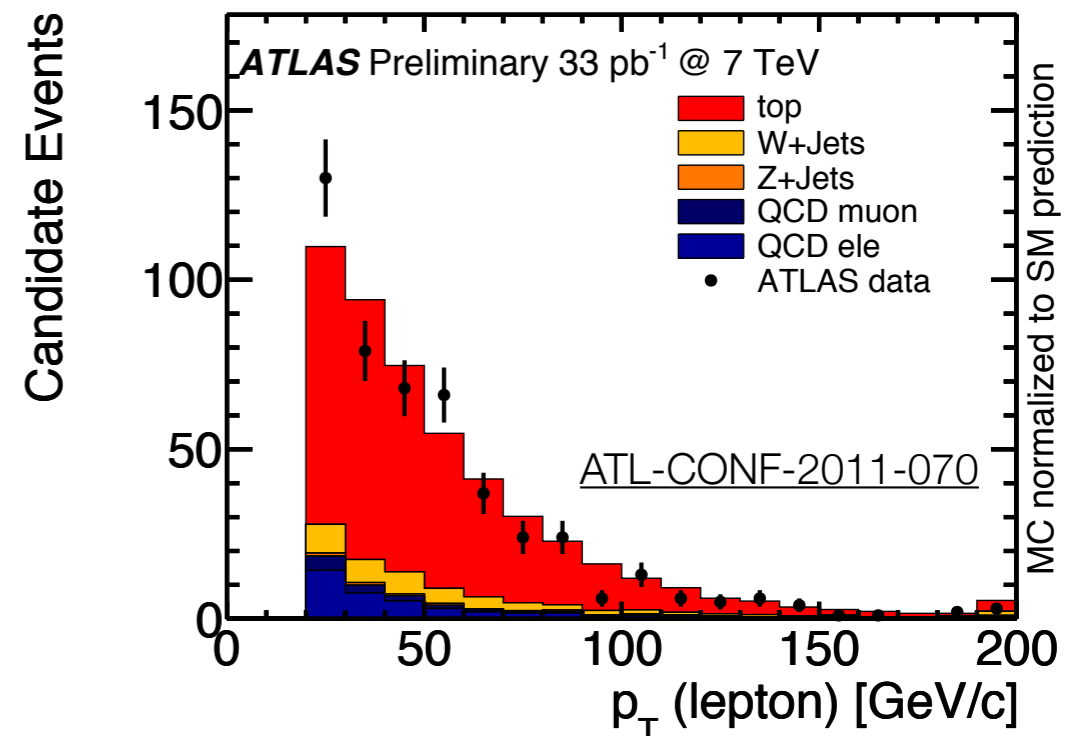 Candidate Events
ATLAS Preliminary 33 pb⁻¹ @ 7 TeV
top
W+Jets
Z+Jets
QCD muon
QCD ele
ATLAS data
ATL-CONF-2011-070
MC normalized to SM prediction
150
100
50
0
0 50 100 150 200
p_T (lepton) [GeV/c]